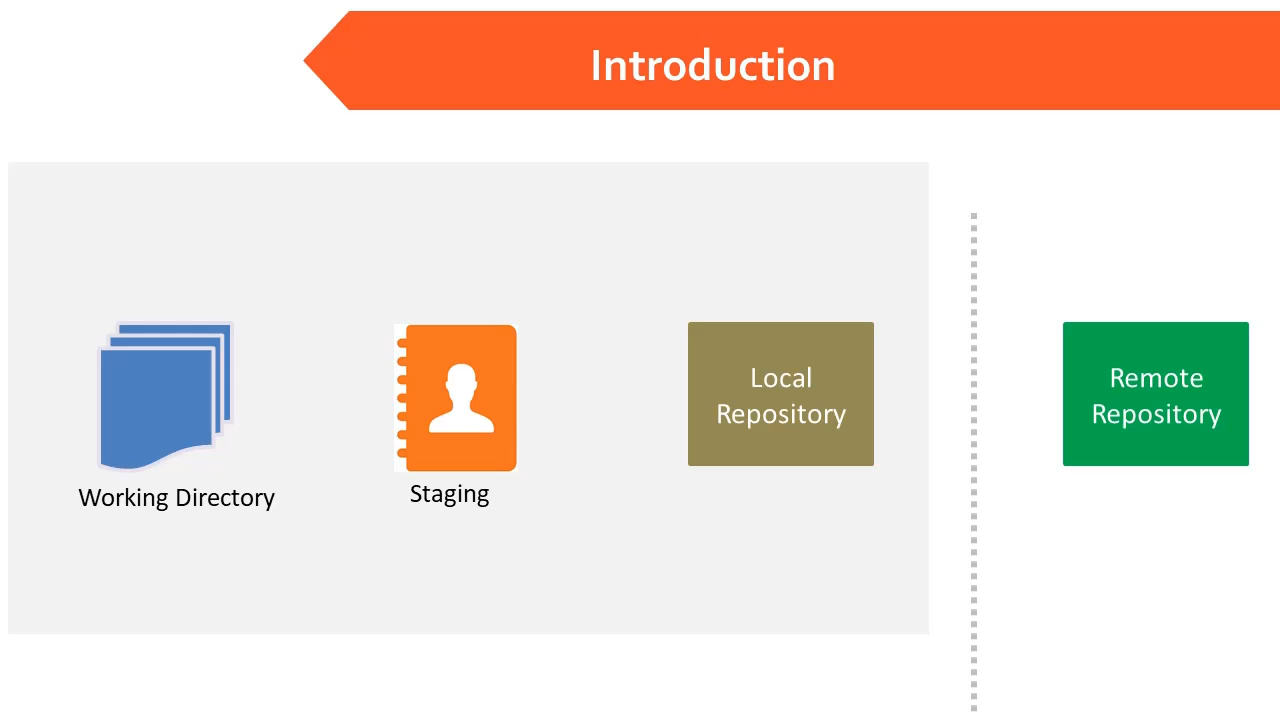 Introduction
Local
Repository
Remote
Repository
Working Directory
Staging